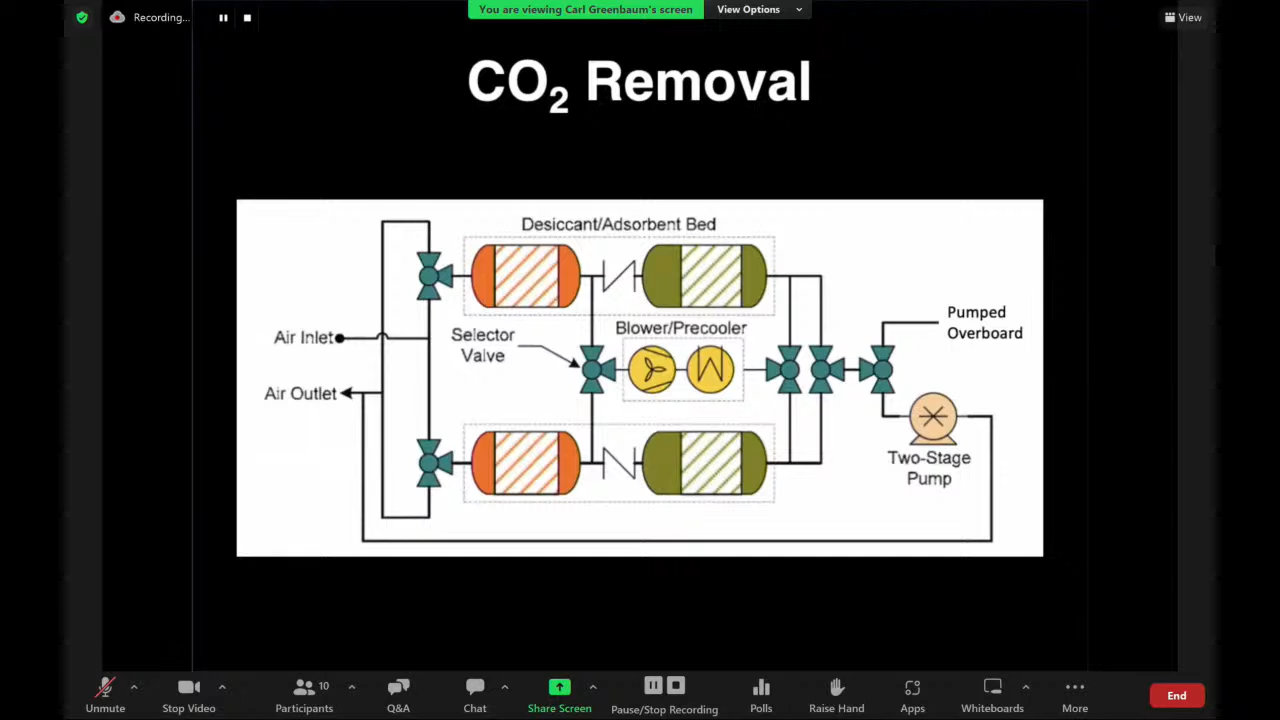 You are viewing Carl Greenbaum's screen
View Options
Recording...
View
CO₂ Removal
Desiccant/Adsorbent Bed
Pumped
Overboard
Selector
Valve
Blower/Precooler
Air Inlet
Air Outlet
Two-Stage
Pump
Unmute
Stop Video
Participants
10
Q&A
Chat
Share Screen
Pause/Stop Recording
Polls
Raise Hand
Apps
Whiteboards
More
End